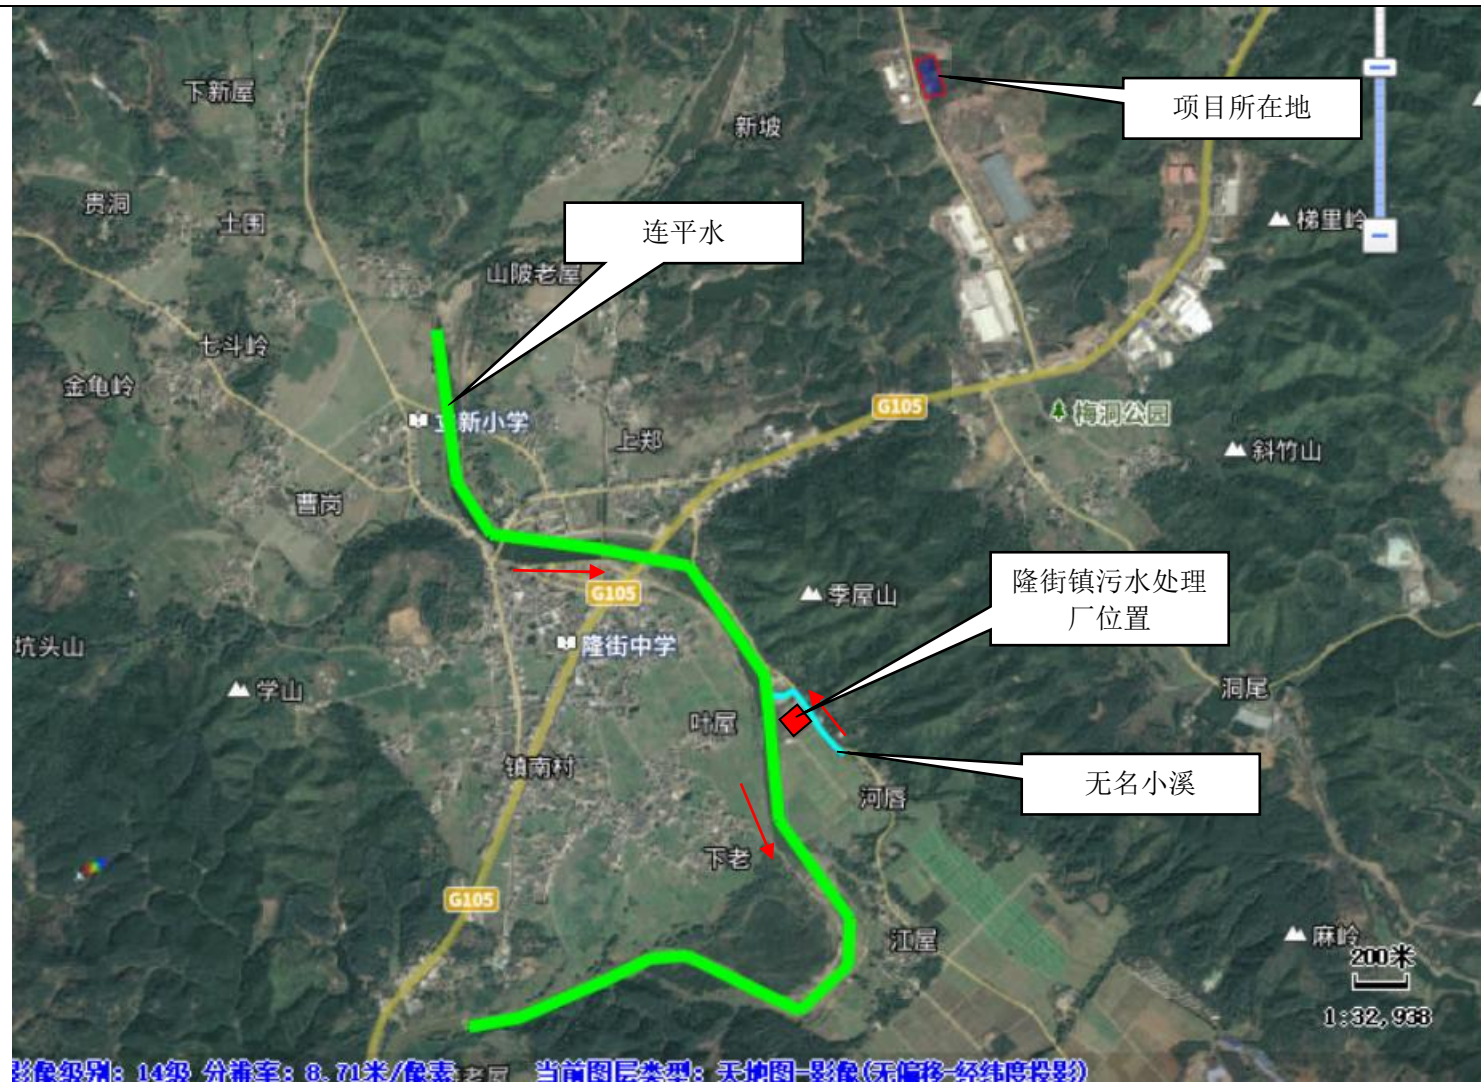 下新屋
项目所在地
新坡
贵洞
土围
梯里岭
连平水
山陂老屋
七斗岭
金龟岭
G105
梅洞公园
新小学
上郑
斜竹山
曹岗
隆街镇污水处理
厂位置
G105
季屋山
隆街中学
坑头山
学山
洞尾
叶屋
镇南村
无名小溪
河唇
下老
G105
江屋
麻岭
200米
1:32,938
影像级别: 14级 分辨率: 8.71米/像素
老屋
当前图层类型: 天地图-影像(无偏移-经纬度投影)